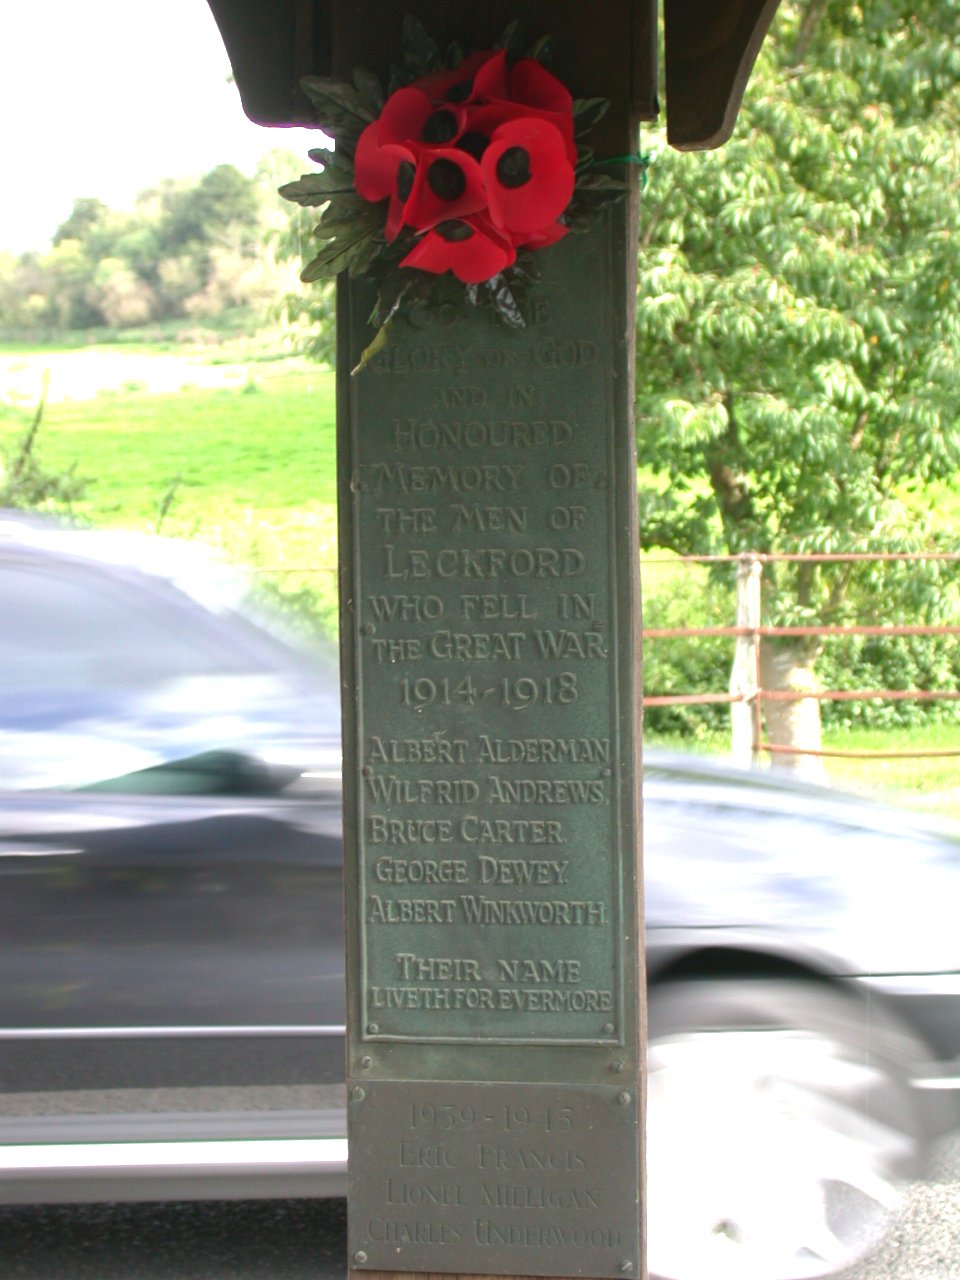 TO THE
GLORY OF GOD
AND IN
HONOURED
MEMORY OF
THE MEN OF
LECKFORD
WHO FELL IN
THE GREAT WAR
1914-1918
ALBERT ALDERMAN
WILFRID ANDREWS
BRUCE CARTER
GEORGE DEWEY
ALBERT WINKWORTH
THEIR NAME
LIVETH FOR EVERMORE
1939-1945
ERIC FRANCIS
LIONEL MILLIGAN
CHARLES UNDERWOOD